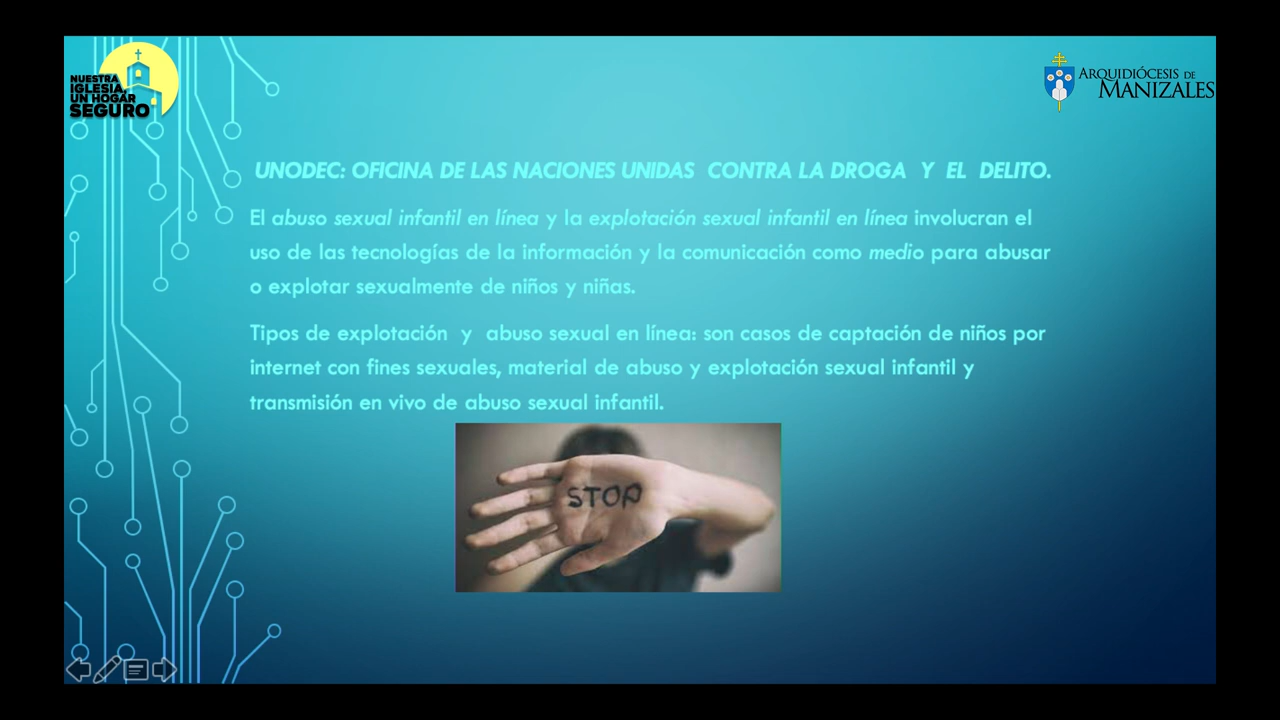 NUESTRA
IGLESIA,
UN HOGAR
SEGURO
ARQUIDIÓCESIS DE
MANIZALES
UNODEC: OFICINA DE LAS NACIONES UNIDAS CONTRA LA DROGA Y EL DELITO.
El abuso sexual infantil en línea y la explotación sexual infantil en línea involucran el
uso de las tecnologías de la información y la comunicación como medio para abusar
o explotar sexualmente de niños y niñas.
Tipos de explotación y abuso sexual en línea: son casos de captación de niños por
internet con fines sexuales, material de abuso y explotación sexual infantil y
transmisión en vivo de abuso sexual infantil.
STOP